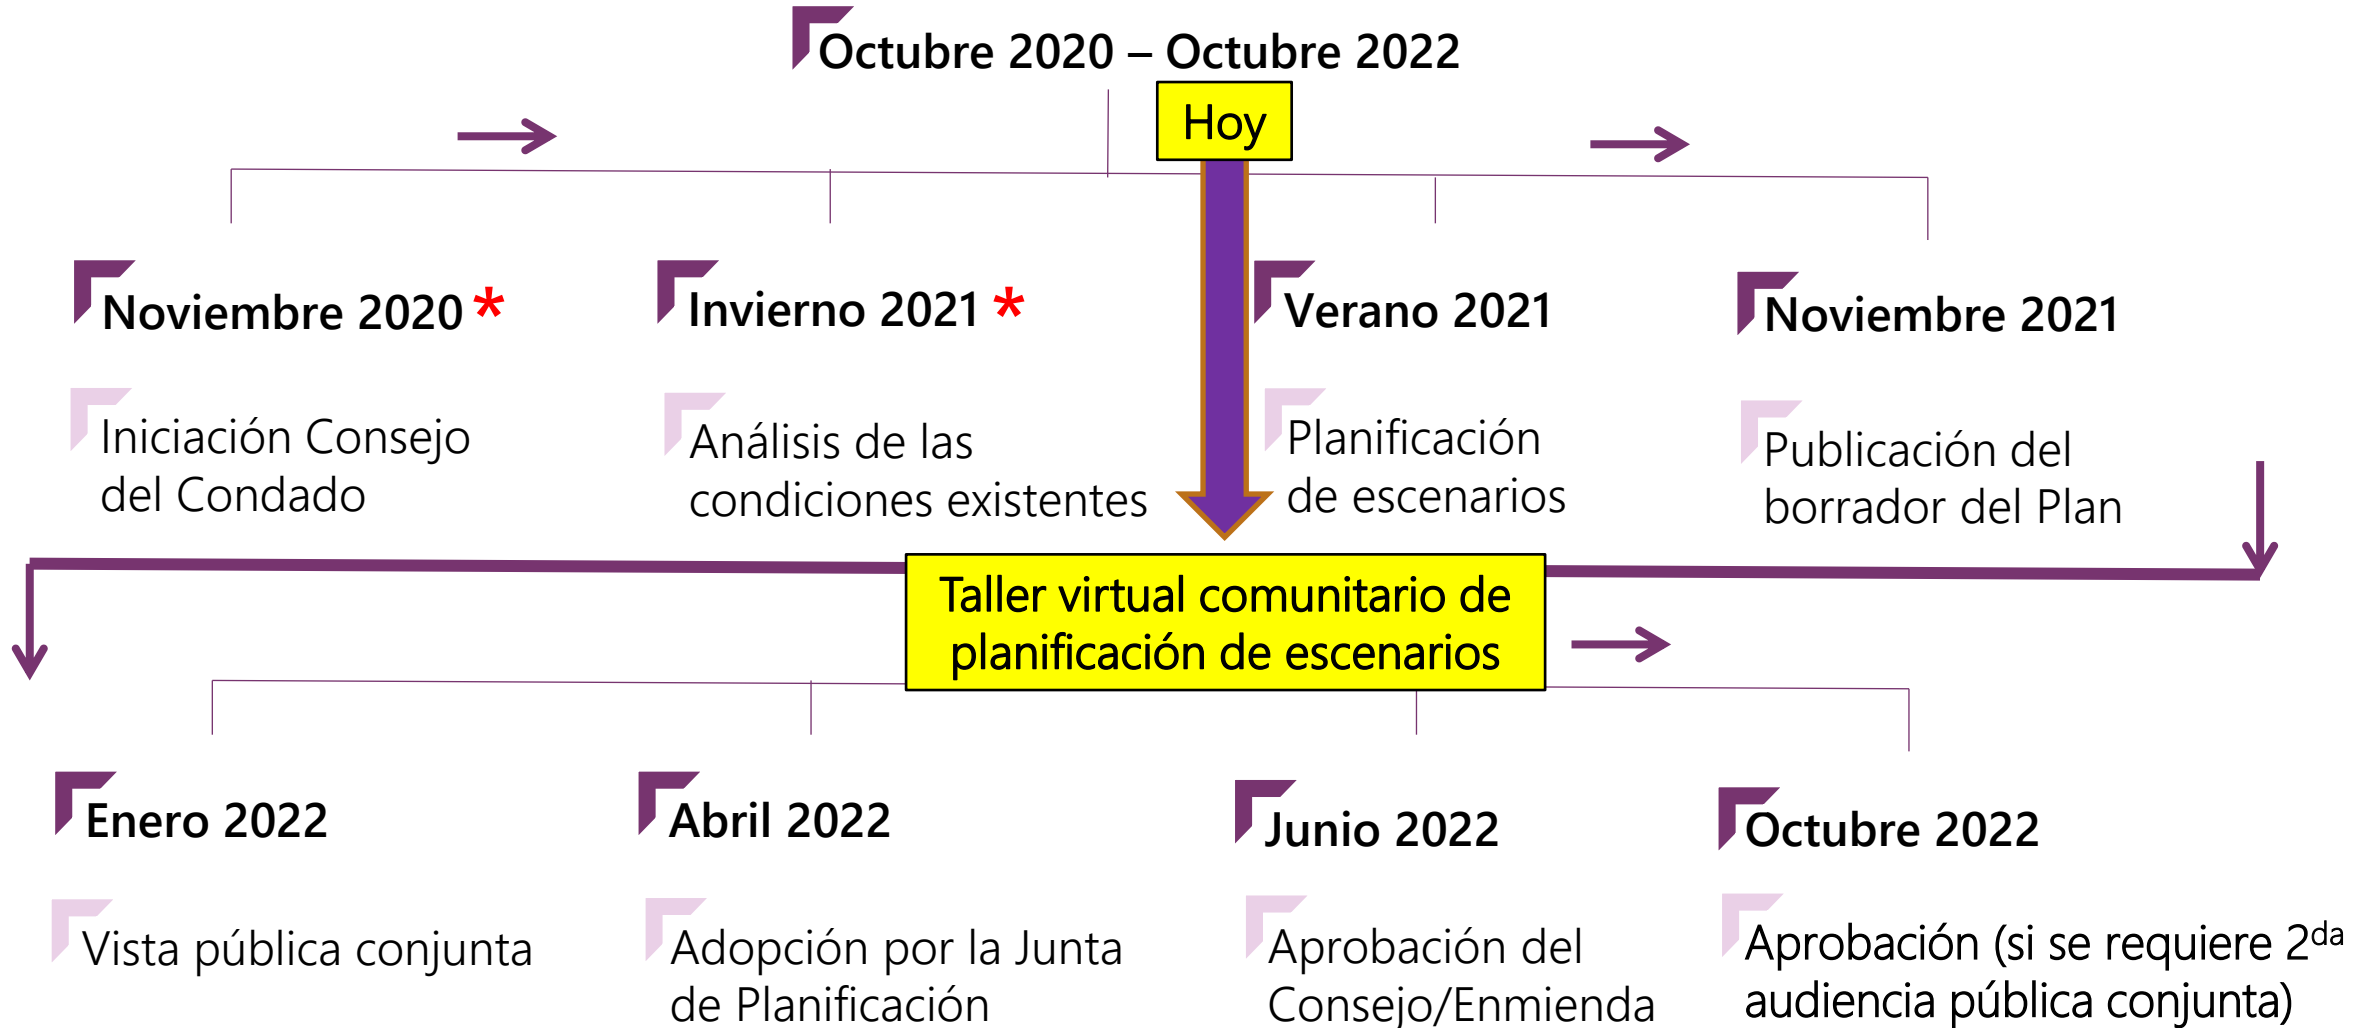 Octubre 2020 – Octubre 2022
Hoy
Noviembre 2020 *
Invierno 2021 *
Verano 2021
Noviembre 2021
Iniciación Consejo
del Condado
Análisis de las
condiciones existentes
Planificación
de escenarios
Publicación del
borrador del Plan
Taller virtual comunitario de
planificación de escenarios
Enero 2022
Abril 2022
Junio 2022
Octubre 2022
Vista pública conjunta
Adopción por la Junta
de Planificación
Aprobación del
Consejo/Enmienda
Aprobación (si se requiere 2da
audiencia pública conjunta)